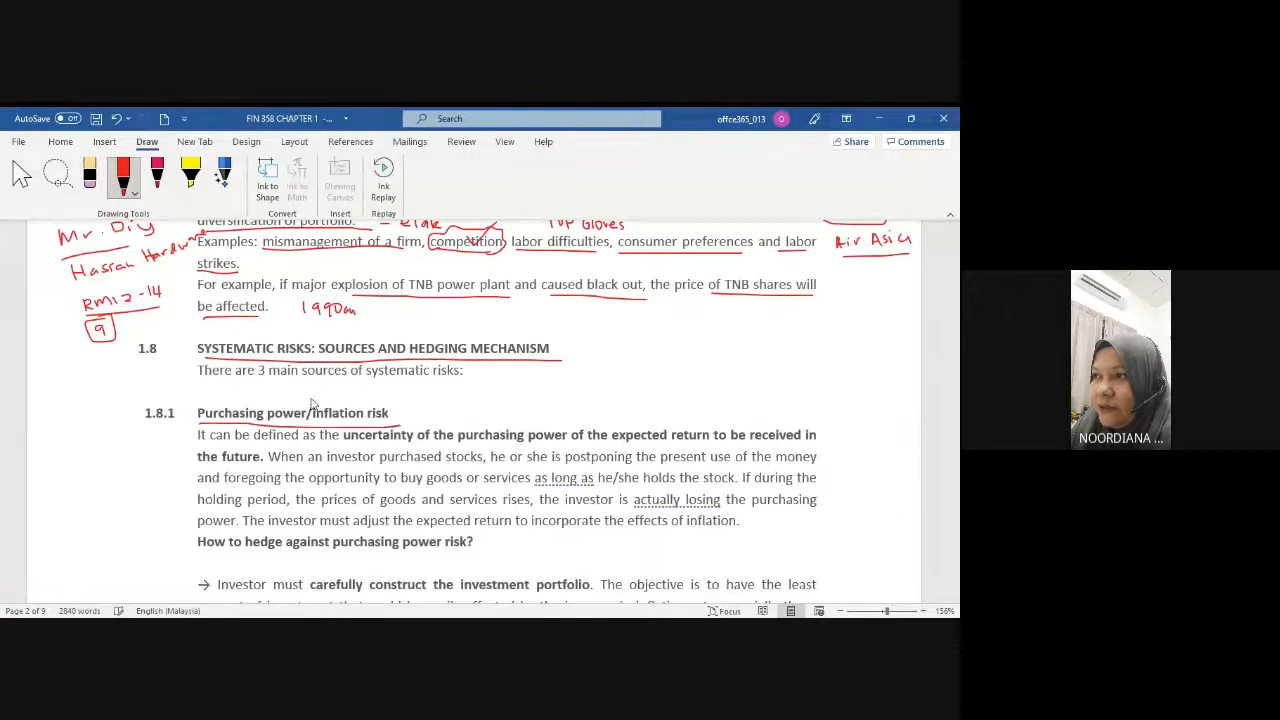 AutoSave Off FIN 358 CHAPTER 1 -... Search offce365_013 O
File Home Insert Draw New Tab Design Layout References Mailings Review View Help Share Comments
Ink to Shape Ink to Math Drawing Canvas Ink Replay
Drawing Tools Convert Insert Replay
diversification of portfolio.
TOP Gloves
Mr. Diy
Examples: mismanagement of a firm, competition, labor difficulties, consumer preferences and labor
Air Asia
Hassan Hardware
strikes.
For example, if major explosion of TNB power plant and caused black out, the price of TNB shares will
RM12-14
be affected.
9
1.8 SYSTEMATIC RISKS: SOURCES AND HEDGING MECHANISM
There are 3 main sources of systematic risks:
1.8.1 Purchasing power/inflation risk
It can be defined as the uncertainty of the purchasing power of the expected return to be received in
the future. When an investor purchased stocks, he or she is postponing the present use of the money
and foregoing the opportunity to buy goods or services as long as he/she holds the stock. If during the
holding period, the prices of goods and services rises, the investor is actually losing the purchasing
power. The investor must adjust the expected return to incorporate the effects of inflation.
How to hedge against purchasing power risk?
→ Investor must carefully construct the investment portfolio. The objective is to have the least
Page 2 of 9 2840 words English (Malaysia) Focus 156%
NOORDIANA ...